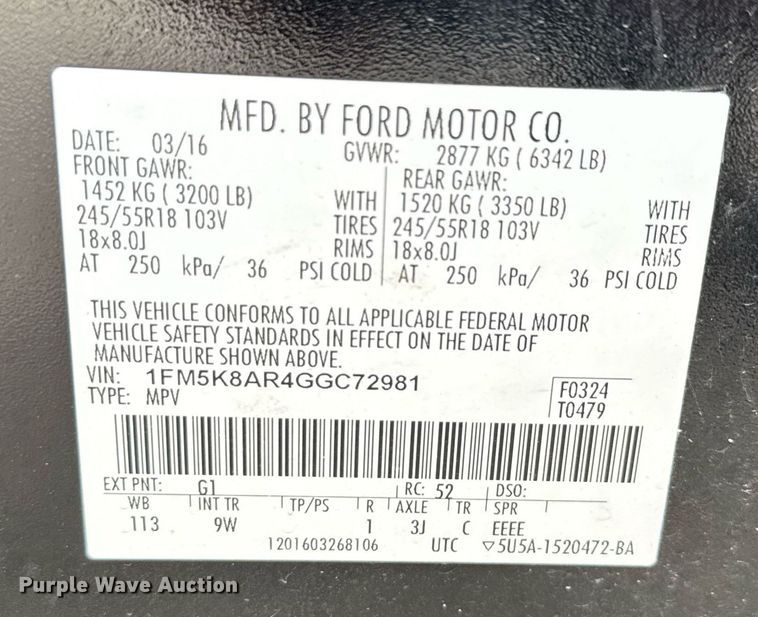 MFD. BY FORD MOTOR CO.
DATE: 03/16 GVWR: 2877 KG ( 6342 LB)
FRONT GAWR: REAR GAWR:
1452 KG ( 3200 LB) WITH 1520 KG ( 3350 LB) WITH
245/55R18 103V TIRES 245/55R18 103V TIRES
18x8.0J RIMS 18x8.0J RIMS
AT 250 kPa/ 36 PSI COLD AT 250 kPa/ 36 PSI COLD
THIS VEHICLE CONFORMS TO ALL APPLICABLE FEDERAL MOTOR
VEHICLE SAFETY STANDARDS IN EFFECT ON THE DATE OF
MANUFACTURE SHOWN ABOVE.
VIN: 1FM5K8AR4GGC72981 F0324
TYPE: MPV T0479
EXT PNT: G1 RC: 52 DSO:
WB INT TR TP/PS R AXLE TR SPR
113 9W 1 3J C EEEE
1201603268106 UTC ▽5U5A-1520472-BA
Purple Wave Auction